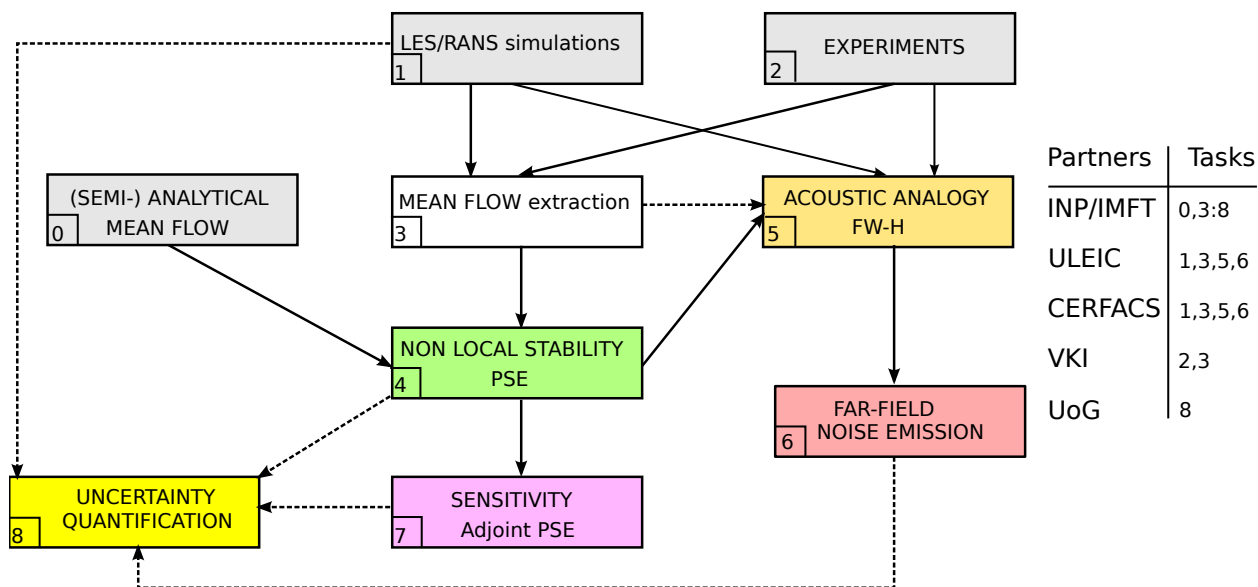 LES/RANS simulations
1
EXPERIMENTS
2
(SEMI-) ANALYTICAL
MEAN FLOW
0
MEAN FLOW extraction
3
ACOUSTIC ANALOGY
FW-H
5
NON LOCAL STABILITY
PSE
4
FAR-FIELD
NOISE EMISSION
6
UNCERTAINTY
QUANTIFICATION
8
SENSITIVITY
Adjoint PSE
7
Partners Tasks
INP/IMFT 0,3:8
ULEIC 1,3,5,6
CERFACS 1,3,5,6
VKI 2,3
UoG 8